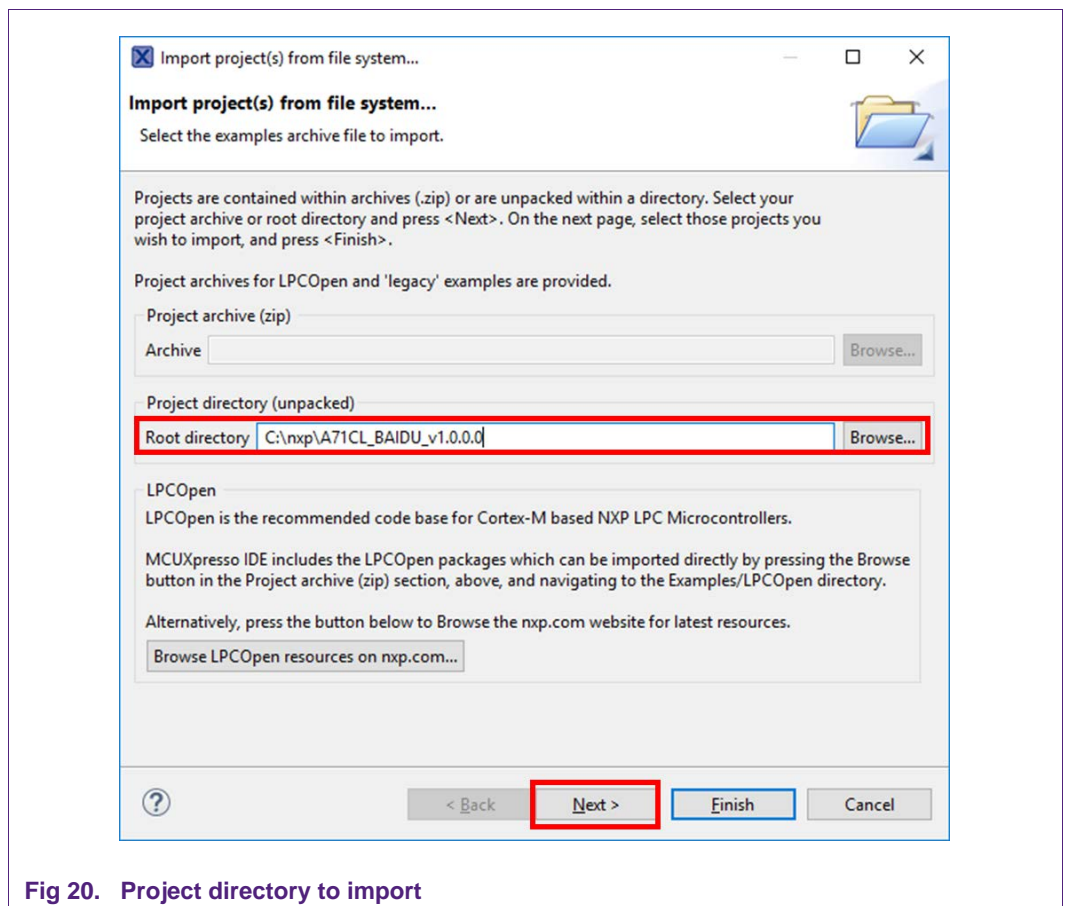 Import project(s) from file system...
Import project(s) from file system...
Select the examples archive file to import.
Projects are contained within archives (.zip) or are unpacked within a directory. Select your
project archive or root directory and press <Next>. On the next page, select those projects you
wish to import, and press <Finish>.
Project archives for LPCOpen and 'legacy' examples are provided.
Project archive (zip)
Archive Browse...
Project directory (unpacked)
Root directory C:\nxp\A71CL_BAIDU_v1.0.0.0 Browse...
LPCOpen
LPCOpen is the recommended code base for Cortex-M based NXP LPC Microcontrollers.
MCUXpresso IDE includes the LPCOpen packages which can be imported directly by pressing the Browse
button in the Project archive (zip) section, above, and navigating to the Examples/LPCOpen directory.
Alternatively, press the button below to Browse the nxp.com website for latest resources.
Browse LPCOpen resources on nxp.com...
? < Back Next > Finish Cancel
Fig 20. Project directory to import